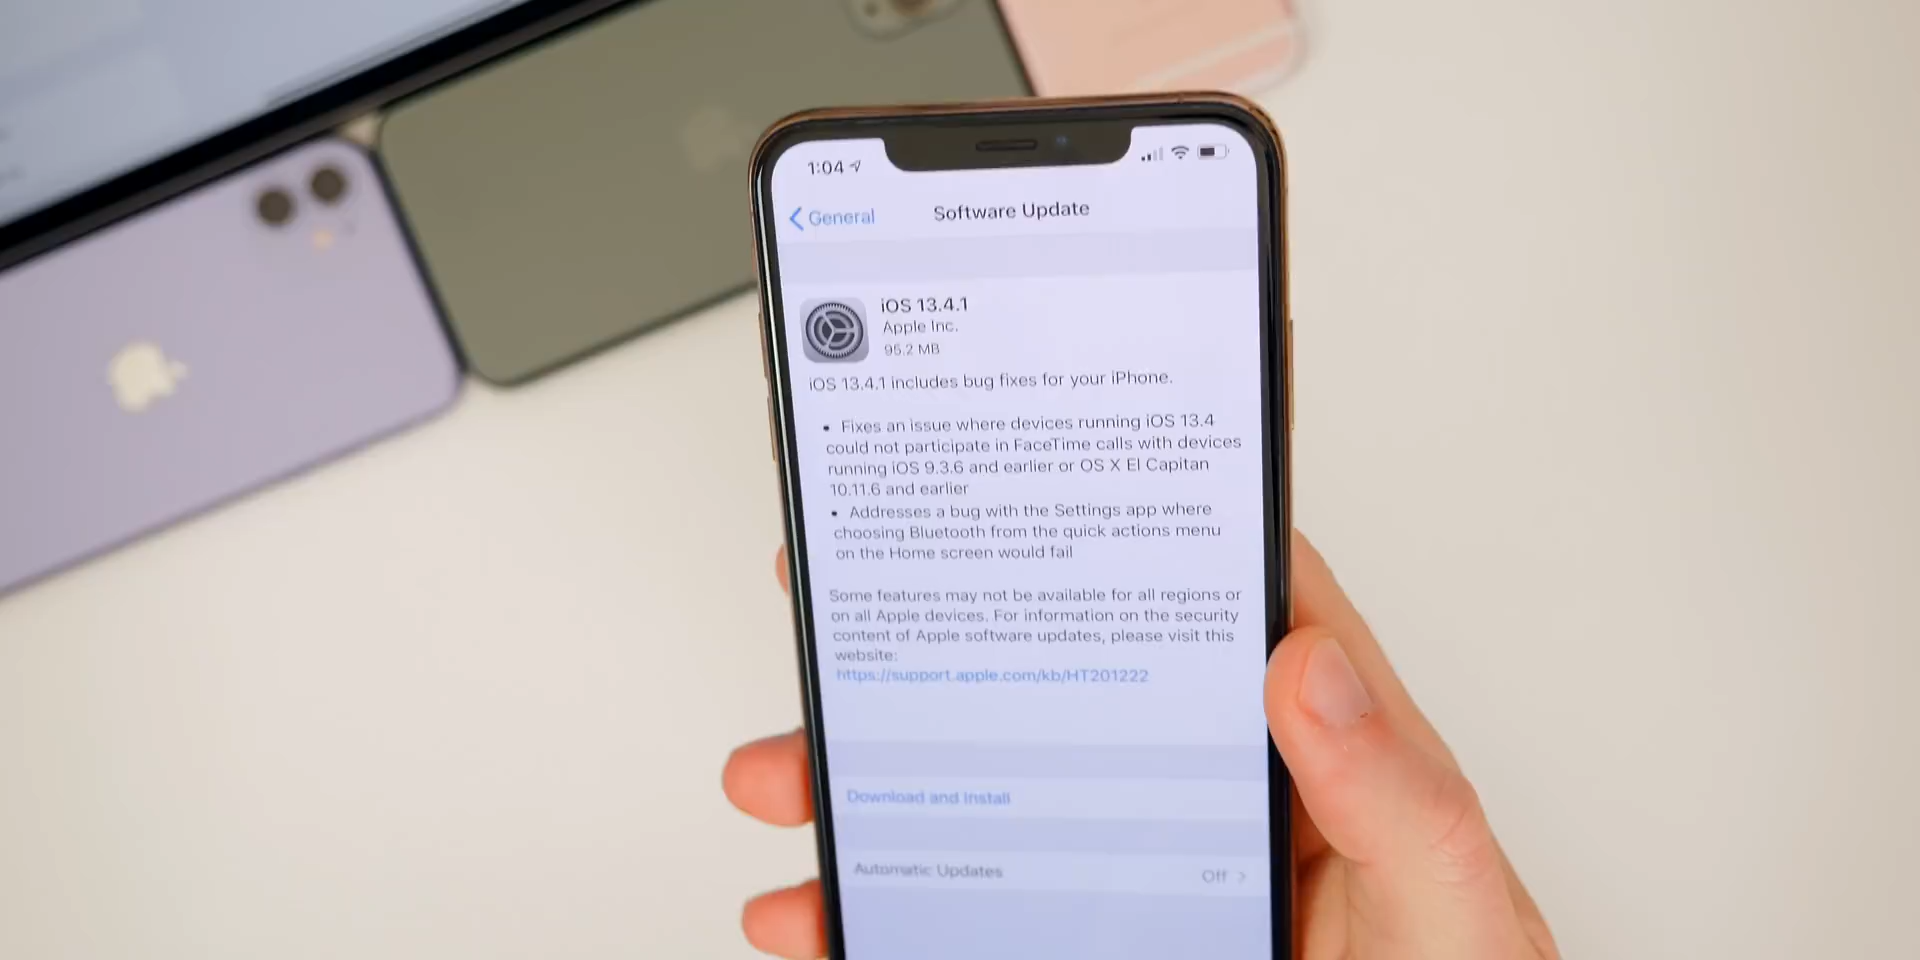 1:04
General
Software Update
iOS 13.4.1
Apple Inc.
95.2 MB
iOS 13.4.1 includes bug fixes for your iPhone.
• Fixes an issue where devices running iOS 13.4
could not participate in FaceTime calls with devices
running iOS 9.3.6 and earlier or OS X El Capitan
10.11.6 and earlier
• Addresses a bug with the Settings app where
choosing Bluetooth from the quick actions menu
on the Home screen would fail
Some features may not be available for all regions or
on all Apple devices. For information on the security
content of Apple software updates, please visit this
website:
https://support.apple.com/kb/HT201222
Download and Install
Automatic Updates Off